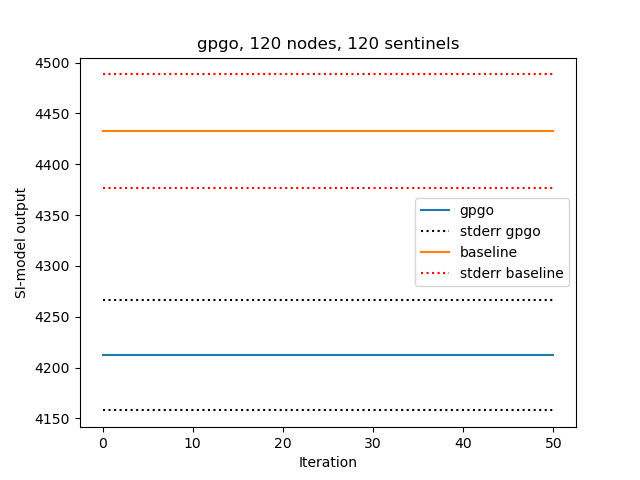 gpgo, 120 nodes, 120 sentinels
SI-model output
4500
4450
4400
4350
4300
4250
4200
4150
gpgo
stderr gpgo
baseline
stderr baseline
0 10 20 30 40 50
Iteration